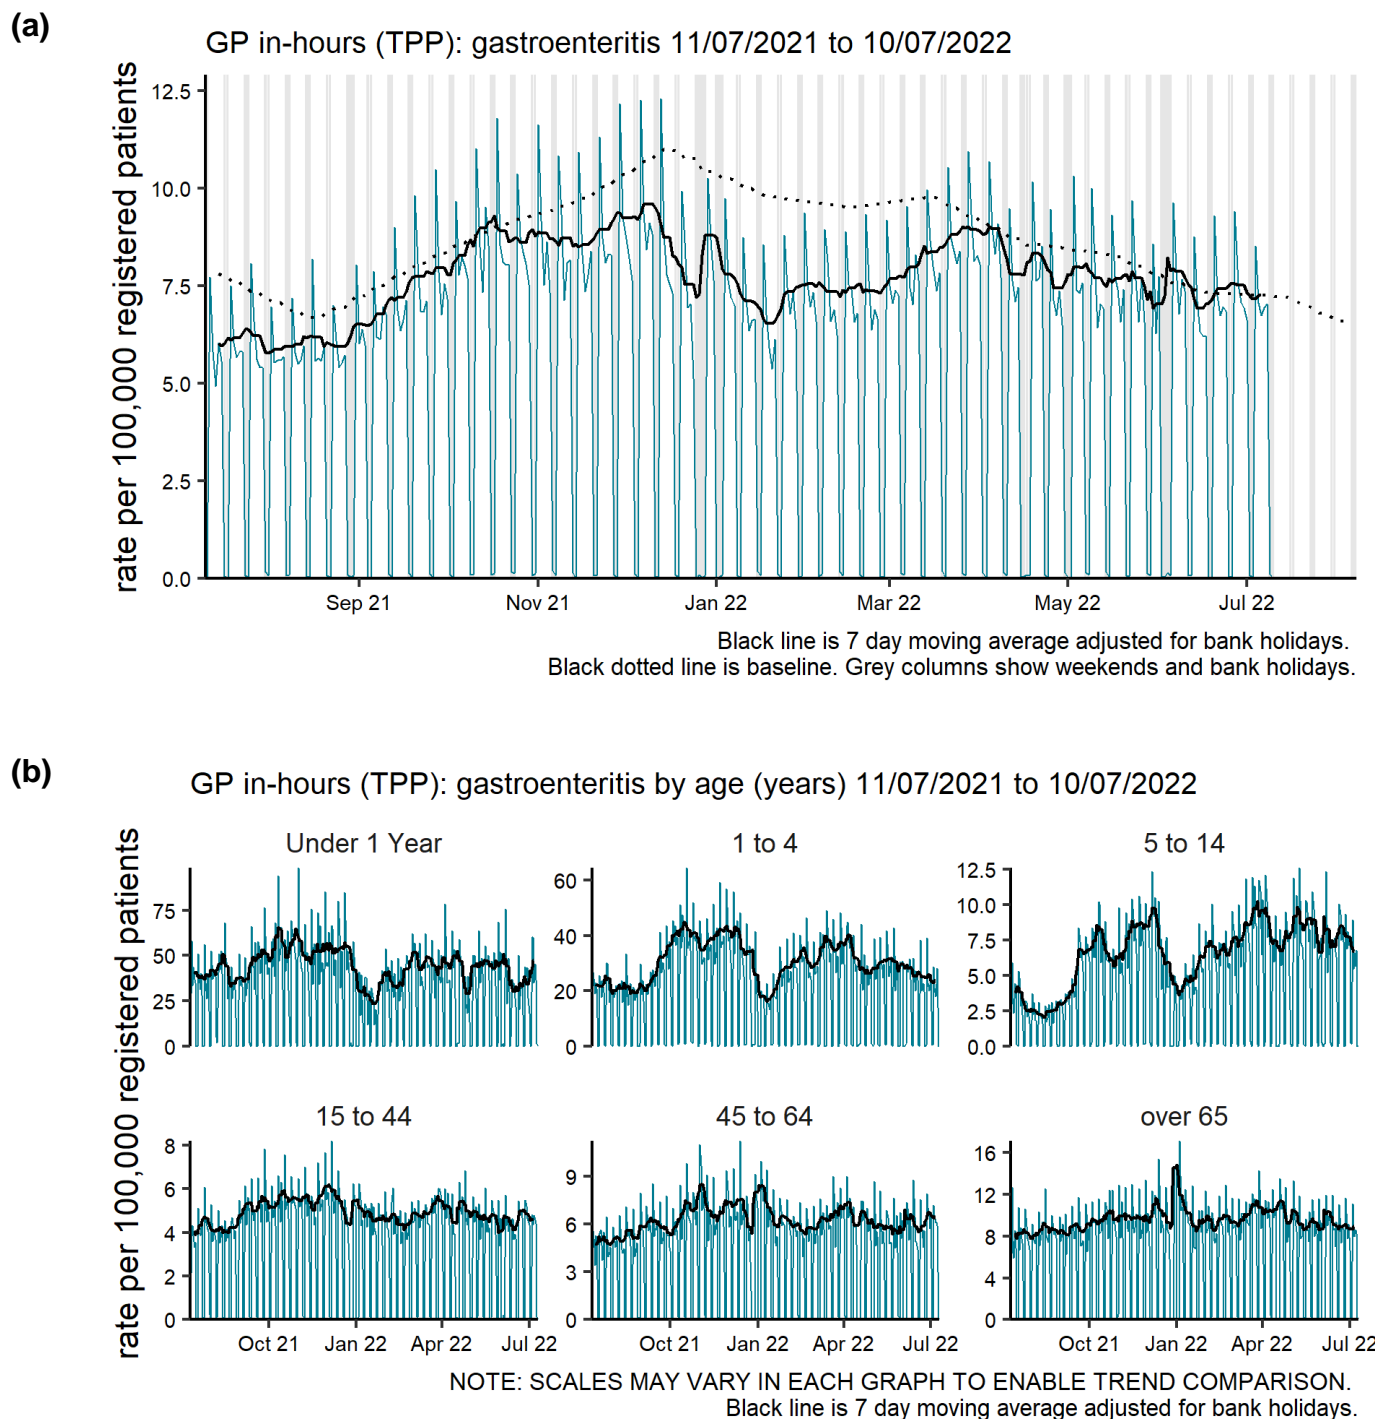 (a)
GP in-hours (TPP): gastroenteritis 11/07/2021 to 10/07/2022
rate per 100,000 registered patients
12.5
10.0
7.5
5.0
2.5
0.0
Sep 21 Nov 21 Jan 22 Mar 22 May 22 Jul 22
Black line is 7 day moving average adjusted for bank holidays.
Black dotted line is baseline. Grey columns show weekends and bank holidays.
(b)
GP in-hours (TPP): gastroenteritis by age (years) 11/07/2021 to 10/07/2022
rate per 100,000 registered patients
Under 1 Year
75
50
25
0
1 to 4
60
40
20
0
5 to 14
12.5
10.0
7.5
5.0
2.5
0.0
15 to 44
8
6
4
2
0
Oct 21 Jan 22 Apr 22 Jul 22
45 to 64
9
6
3
0
Oct 21 Jan 22 Apr 22 Jul 22
over 65
16
12
8
4
0
Oct 21 Jan 22 Apr 22 Jul 22
NOTE: SCALES MAY VARY IN EACH GRAPH TO ENABLE TREND COMPARISON.
Black line is 7 day moving average adjusted for bank holidays.